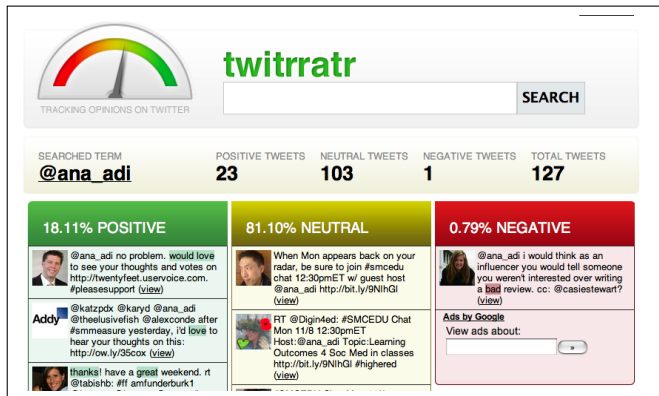 twitrratr
SEARCH
TRACKING OPINIONS ON TWITTER
SEARCHED TERM
@ana_adi
POSITIVE TWEETS
23
NEUTRAL TWEETS
103
NEGATIVE TWEETS
1
TOTAL TWEETS
127
18.11% POSITIVE
@ana_adi no problem. would love
to see your thoughts and votes on
http://twentyfeet.uservoice.com.
#pleasesupport (view)
Addy
@katzpdx @karyd @ana_adi
@theelusivefish @alexconde after
#smmeasure yesterday, i'd love to
hear your thoughts on this:
http://ow.ly/35cox (view)
thanks! have a great weekend. rt
@tabishb: #ff amfunderburk1
81.10% NEUTRAL
When Mon appears back on your
radar, be sure to join #smcedu
chat 12:30pmET w/ guest host
@ana_adi http://bit.ly/9NlhGl
(view)
RT @Digin4ed: #SMCEDU Chat
Mon 11/8 12:30pmET
Host:@ana_adi Topic:Learning
Outcomes 4 Soc Med in classes
http://bit.ly/9NlhGl #highered
(view)
0.79% NEGATIVE
@ana_adi i would think as an
influencer you would tell someone
you weren't interested over writing
a bad review. cc: @casiestewart?
(view)
Ads by Google
View ads about:
»